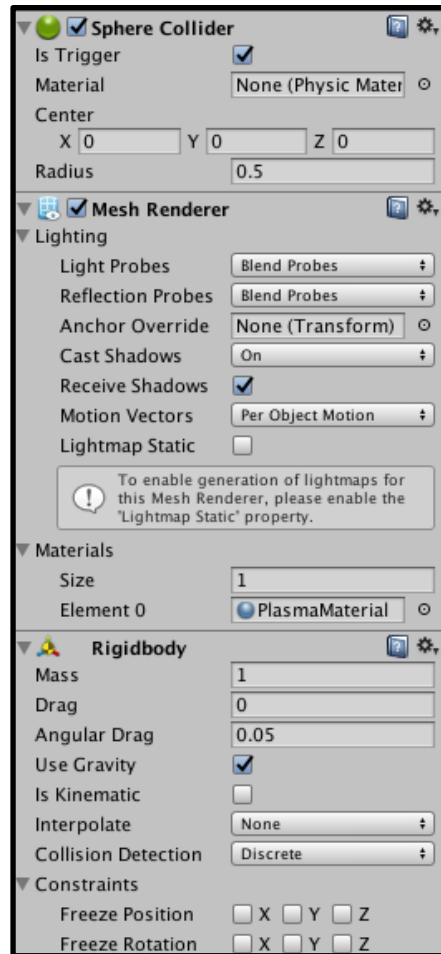 Sphere Collider
Is Trigger
Material None (Physic Mater
Center
X 0 Y 0 Z 0
Radius 0.5
Mesh Renderer
Lighting
Light Probes Blend Probes
Reflection Probes Blend Probes
Anchor Override None (Transform)
Cast Shadows On
Receive Shadows
Motion Vectors Per Object Motion
Lightmap Static
To enable generation of lightmaps for
this Mesh Renderer, please enable the
'Lightmap Static' property.
Materials
Size 1
Element 0 PlasmaMaterial
Rigidbody
Mass 1
Drag 0
Angular Drag 0.05
Use Gravity
Is Kinematic
Interpolate None
Collision Detection Discrete
Constraints
Freeze Position X Y Z
Freeze Rotation X Y Z